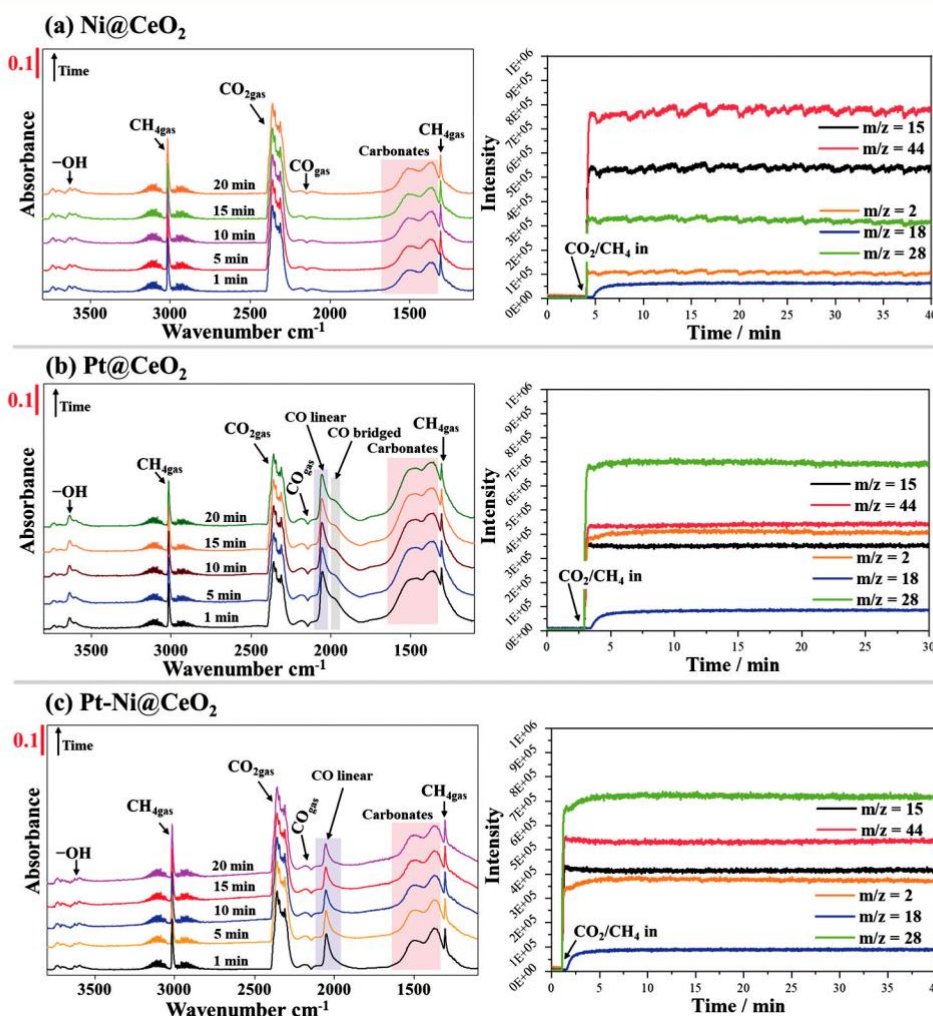 (a) Ni@CeO₂
0.1
Time
Absorbance
−OH
CH₄gas
CO₂gas
COgas
Carbonates
CH₄gas
20 min
15 min
10 min
5 min
1 min
3500 3000 2500 2000 1500
Wavenumber cm⁻¹
Intensity
1E+06
9E+05
8E+05
7E+05
6E+05
5E+05
4E+05
3E+05
2E+05
1E+05
0E+00
CO₂/CH₄ in
m/z = 15
m/z = 44
m/z = 2
m/z = 18
m/z = 28
0 5 10 15 20 25 30 35 40
Time / min
(b) Pt@CeO₂
0.1
Time
Absorbance
−OH
CH₄gas
CO₂gas
COgas
CO linear
CO bridged
Carbonates
CH₄gas
20 min
15 min
10 min
5 min
1 min
3500 3000 2500 2000 1500
Wavenumber cm⁻¹
Intensity
1E+06
9E+05
8E+05
7E+05
6E+05
5E+05
4E+05
3E+05
2E+05
1E+05
0E+00
CO₂/CH₄ in
m/z = 15
m/z = 44
m/z = 2
m/z = 18
m/z = 28
0 5 10 15 20 25 30
Time / min
(c) Pt-Ni@CeO₂
0.1
Time
Absorbance
−OH
CH₄gas
CO₂gas
COgas
CO linear
Carbonates
CH₄gas
20 min
15 min
10 min
5 min
1 min
3500 3000 2500 2000 1500
Wavenumber cm⁻¹
Intensity
1E+06
9E+05
8E+05
7E+05
6E+05
5E+05
4E+05
3E+05
2E+05
1E+05
0E+00
CO₂/CH₄ in
m/z = 15
m/z = 44
m/z = 2
m/z = 18
m/z = 28
0 5 10 15 20 25 30 35 40
Time / min